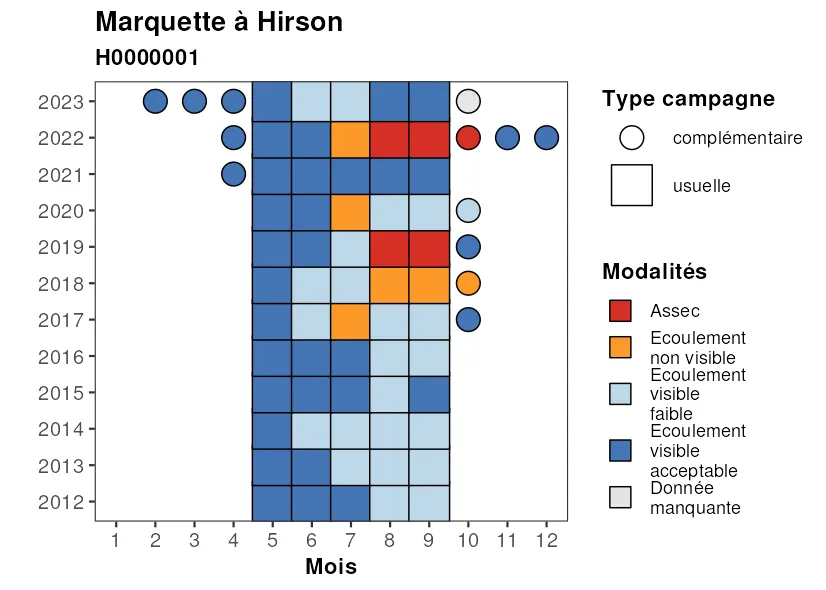 Marquette à Hirson
H0000001
2023
2022
2021
2020
2019
2018
2017
2016
2015
2014
2013
2012
1 2 3 4 5 6 7 8 9 10 11 12
Mois
Type campagne
complémentaire
usuelle
Modalités
Assec
Ecoulement
non visible
Ecoulement
visible
faible
Ecoulement
visible
acceptable
Donnée
manquante